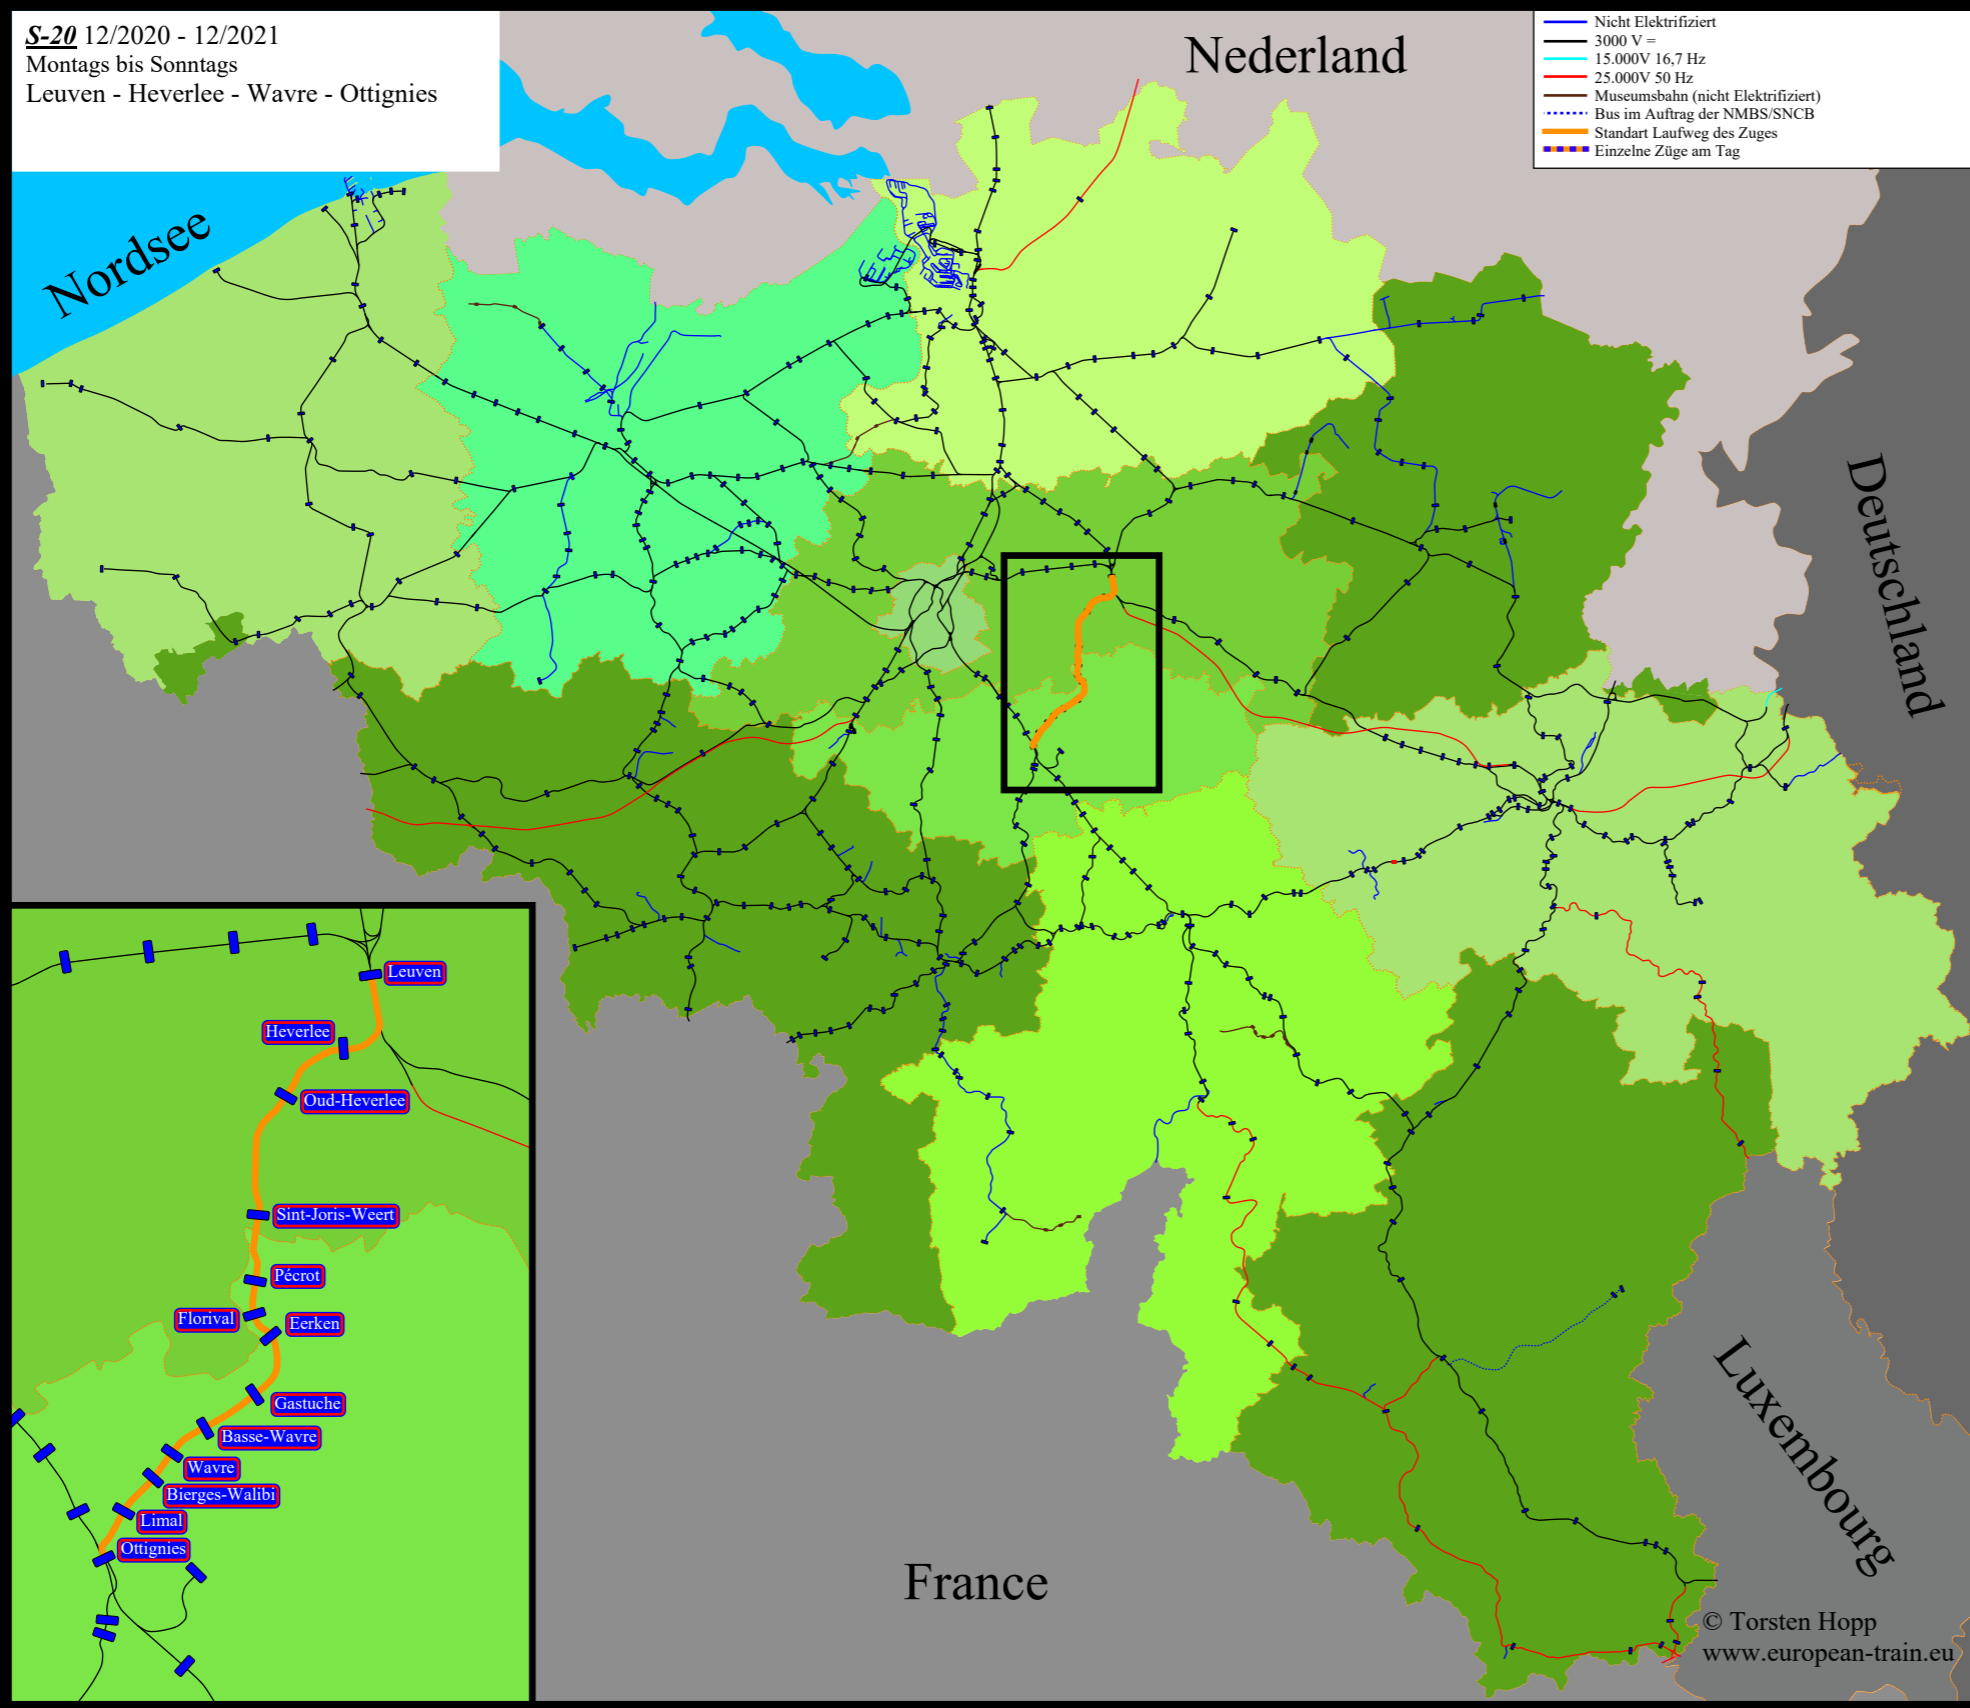 S-20 12/2020 - 12/2021
Montags bis Sonntags
Leuven - Heverlee - Wavre - Ottignies
Nicht Elektrifiziert
3000 V =
15.000V 16,7 Hz
25.000V 50 Hz
Museumsbahn (nicht Elektrifiziert)
Bus im Auftrag der NMBS/SNCB
Standart Laufweg des Zuges
Einzelne Züge am Tag
Nederland
Nordsee
Deutschland
Leuven
Heverlee
Oud-Heverlee
Sint-Joris-Weert
Pécrot
Florival
Eerken
Gastuche
Basse-Wavre
Wavre
Bierges-Walibi
Limal
Ottignies
Luxembourg
France
© Torsten Hopp
www.european-train.eu